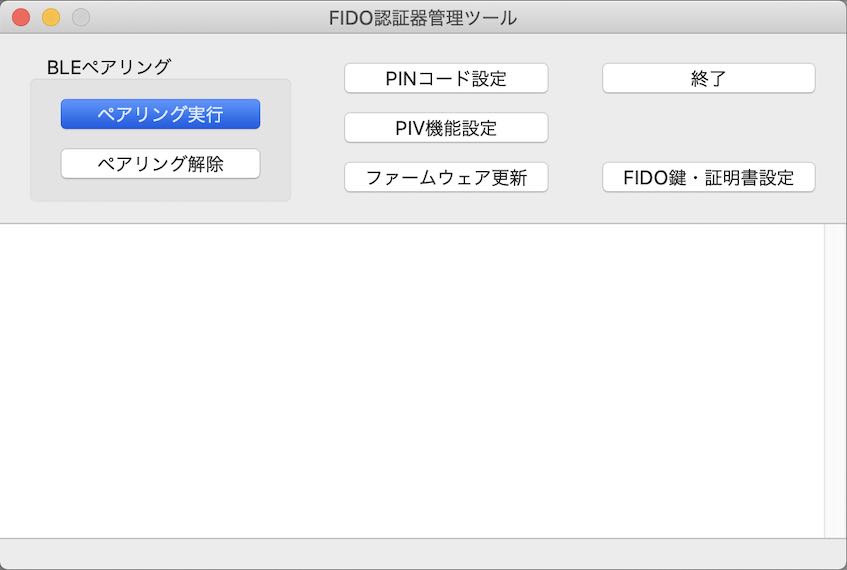 FIDO認証器管理ツール
BLEペアリング
ペアリング実行
ペアリング解除
PINコード設定
PIV機能設定
ファームウェア更新
終了
FIDO鍵・証明書設定